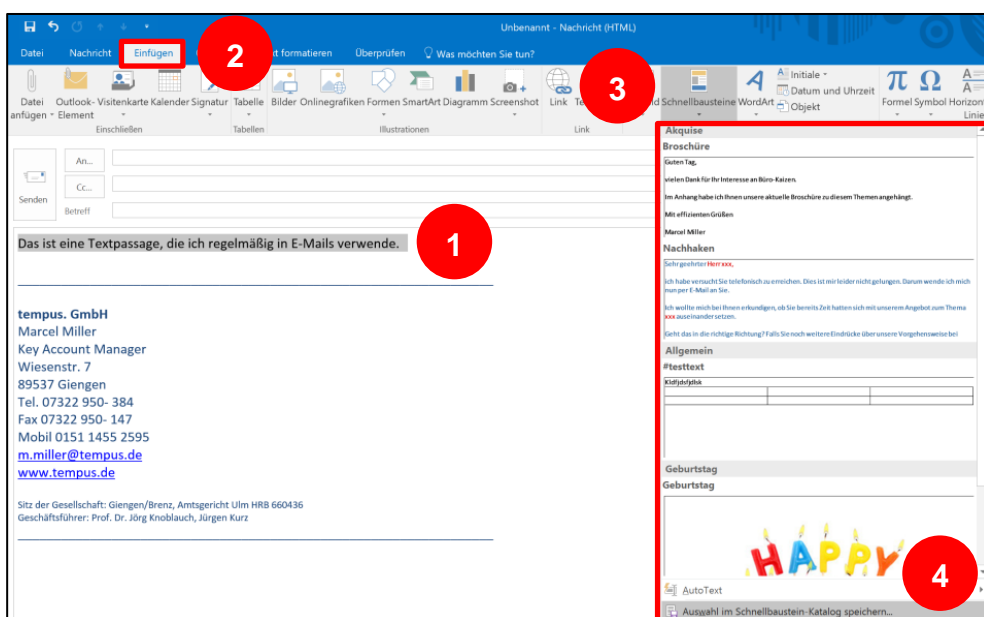 Unbenannt - Nachricht (HTML)
Datei Nachricht Einfügen 2 xt formatieren Überprüfen Was möchten Sie tun?
3
Datei anfügen
Outlook-Element
Visitenkarte Kalender Signatur Tabelle Bilder Onlinegrafiken Formen SmartArt Diagramm Screenshot Link Schnellbausteine WordArt
Initiale
Datum und Uhrzeit
Objekt
Formel Symbol Horizon
Linie
Einschließen Tabellen Illustrationen Link
Senden
An...
Cc...
Betreff
1
Das ist eine Textpassage, die ich regelmäßig in E-Mails verwende.
tempus. GmbH
Marcel Miller
Key Account Manager
Wiesenstr. 7
89537 Giengen
Tel. 07322 950- 384
Fax 07322 950- 147
Mobil 0151 1455 2595
m.miller@tempus.de
www.tempus.de
Sitz der Gesellschaft: Giengen/Brenz, Amtsgericht Ulm HRB 660436
Geschäftsführer: Prof. Dr. Jörg Knoblauch, Jürgen Kurz
Akquise
Broschüre
Guten Tag,
vielen Dank für Ihr Interesse an Büro-Kaizen.
Im Anhang habe ich Ihnen unsere aktuelle Broschüre zu diesem Themen angehängt.
Mit effizienten Grüßen
Marcel Miller
Nachhaken
Sehr geehrter Herr xxx,
ich habe versucht Sie telefonisch zu erreichen. Dies ist mir leider nicht gelungen. Darum wende ich mich
nun per E-Mail an Sie.
Ich wollte mich bei Ihnen erkundigen, ob Sie bereits Zeit hatten sich mit unserem Angebot zum Thema
xxx auseinander setzen.
Geht das in die richtige Richtung? Falls Sie noch weitere Eindrücke über unsere Vorgehensweise bei
Allgemein
#testtext
Kldfjdsfjdlsk
Geburtstag
Geburtstag
HAPPY
4
AutoText
Auswahl im Schnellbaustein-Katalog speichern...